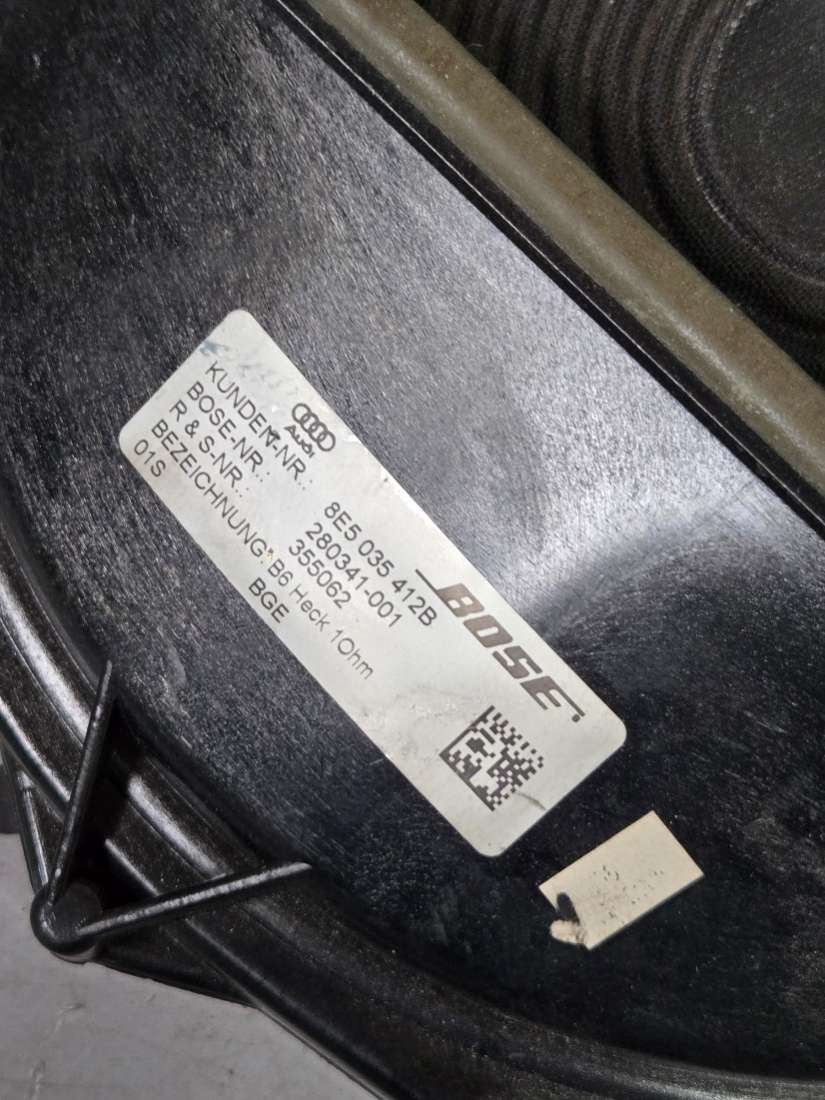 Audi
KUNDEN-NR.: 8E5 035 412B
BOSE-NR.: 280341-001
R & S-NR.: 355062
BEZEICHNUNG: B6 Heck 1Ohm
01S BGE
BOSE